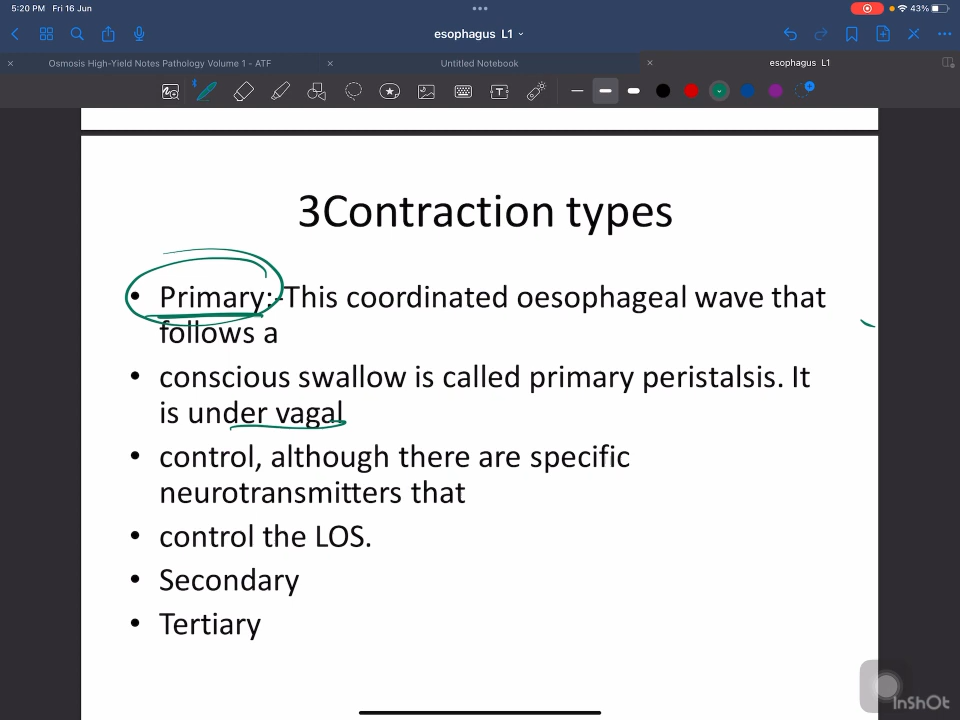 5:20 PM Fri 16 Jun
43%
esophagus L1
Osmosis High-Yield Notes Pathology Volume 1 - ATF
Untitled Notebook
esophagus L1
3Contraction types
• Primary:-This coordinated oesophageal wave that
follows a
• conscious swallow is called primary peristalsis. It
is under vagal
• control, although there are specific
neurotransmitters that
• control the LOS.
• Secondary
• Tertiary
InShOt